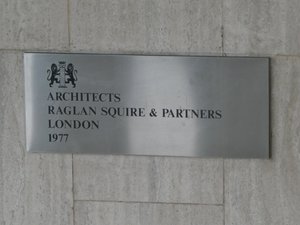 ARCHITECTS
RAGLAN SQUIRE & PARTNERS
LONDON
1977